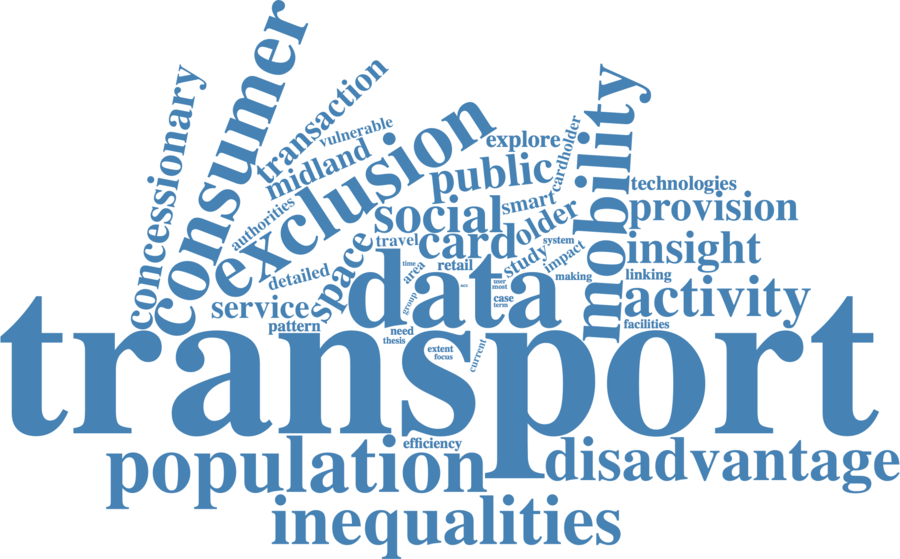 concessionary
consumer
transaction
vulnerable
midland
authorities
exclusion
explore
cardholder
mobility
public
smart
social
older
technologies
provision
travel
card
system
insight
space
detailed
time
area
retail
study
impact
making
linking
service
data
group
act
user
most
case
term
activity
pattern
need
thesis
facilities
transport
extent
focus
current
efficiency
population
disadvantage
inequalities